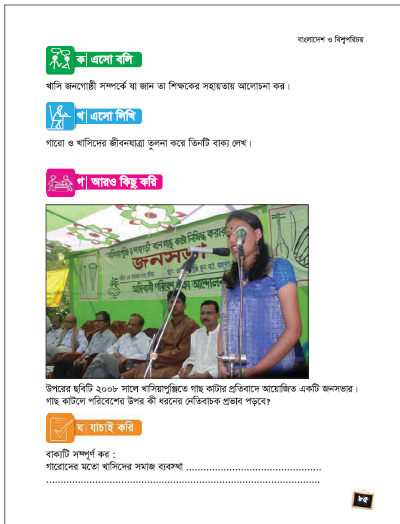 বাংলাদেশ ও বিশ্বপরিচয়
ক এসো বলি
খাসি জনগোষ্ঠী সম্পর্কে যা জান তা শিক্ষকের সহায়তায় আলোচনা কর।
খ এসো লিখি
গারো ও খাসিদের জীবনযাত্রা তুলনা করে তিনটি বাক্য লেখ।
গ আরও কিছু করি
জনসভা
উপরের ছবিটি ২০০৮ সালে খাসিয়াপুঞ্জিতে গাছ কাটার প্রতিবাদে আয়োজিত একটি জনসভার।
গাছ কাটলে পরিবেশের উপর কী ধরনের নেতিবাচক প্রভাব পড়বে?
ঘ যাচাই করি
বাক্যটি সম্পূর্ণ কর :
গারোদের মতো খাসিদের সমাজ ব্যবস্থা ...............................................
...............................................................................................
৮৫